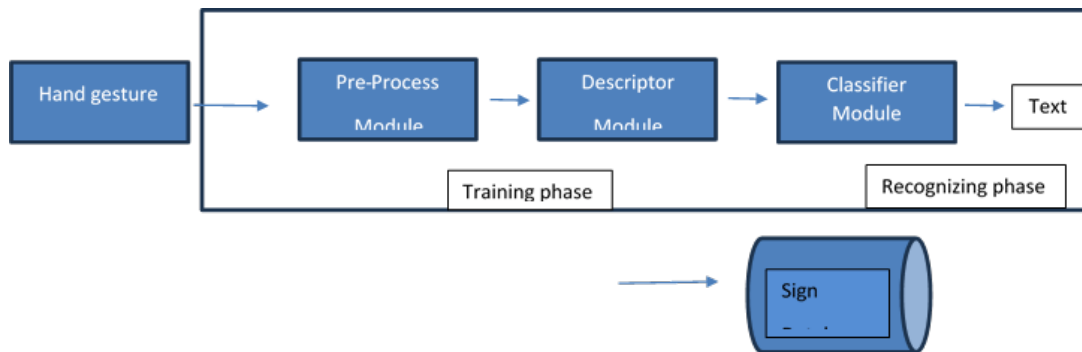 Hand gesture
Pre-Process
Module
Descriptor
Module
Classifier
Module
Text
Training phase
Recognizing phase
Sign